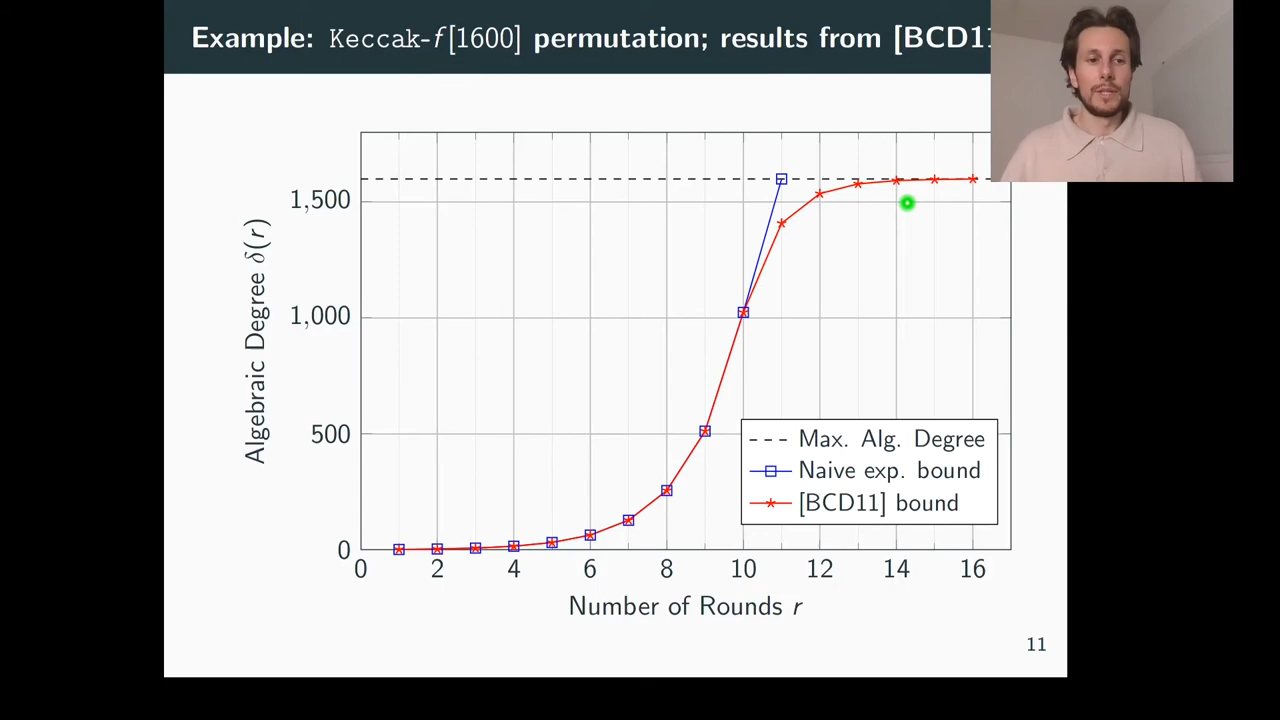 Example: Keccak-f[1600] permutation; results from
1,500
1,000
500
0
Algebraic Degree δ(r)
Max. Alg. Degree
Naive exp. bound
[BCD11] bound
0 2 4 6 8 10 12 14 16
Number of Rounds r
11